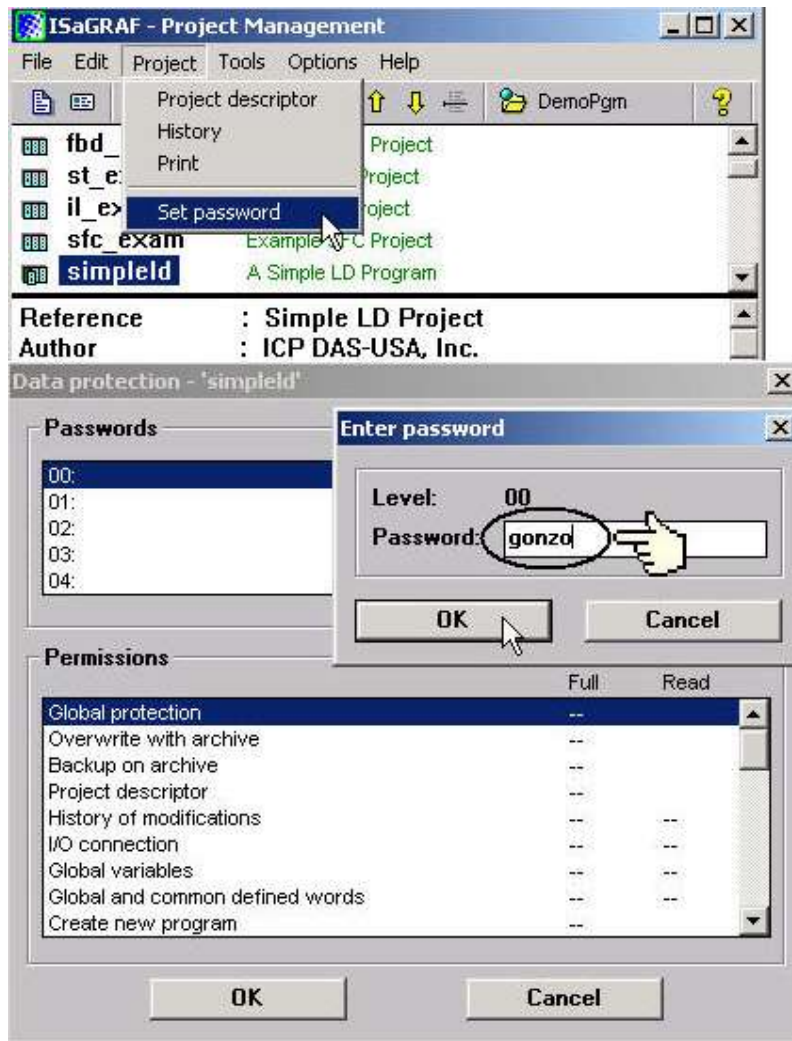 ISaGRAF - Project Management
File Edit Project Tools Options Help
Project descriptor
History
Print
Set password
DemoPgm
fbd_ Project
st_e Project
il_ex Project
sfc_exam Example SFC Project
simpleld A Simple LD Program
Reference : Simple LD Project
Author : ICP DAS-USA, Inc.
Data protection - 'simpleld'
Passwords
00:
01:
02:
03:
04:
Enter password
Level: 00
Password: gonzo
OK Cancel
Permissions
Full Read
Global protection --
Overwrite with archive --
Backup on archive --
Project descriptor --
History of modifications -- --
I/O connection -- --
Global variables -- --
Global and common defined words -- --
Create new program --
OK Cancel